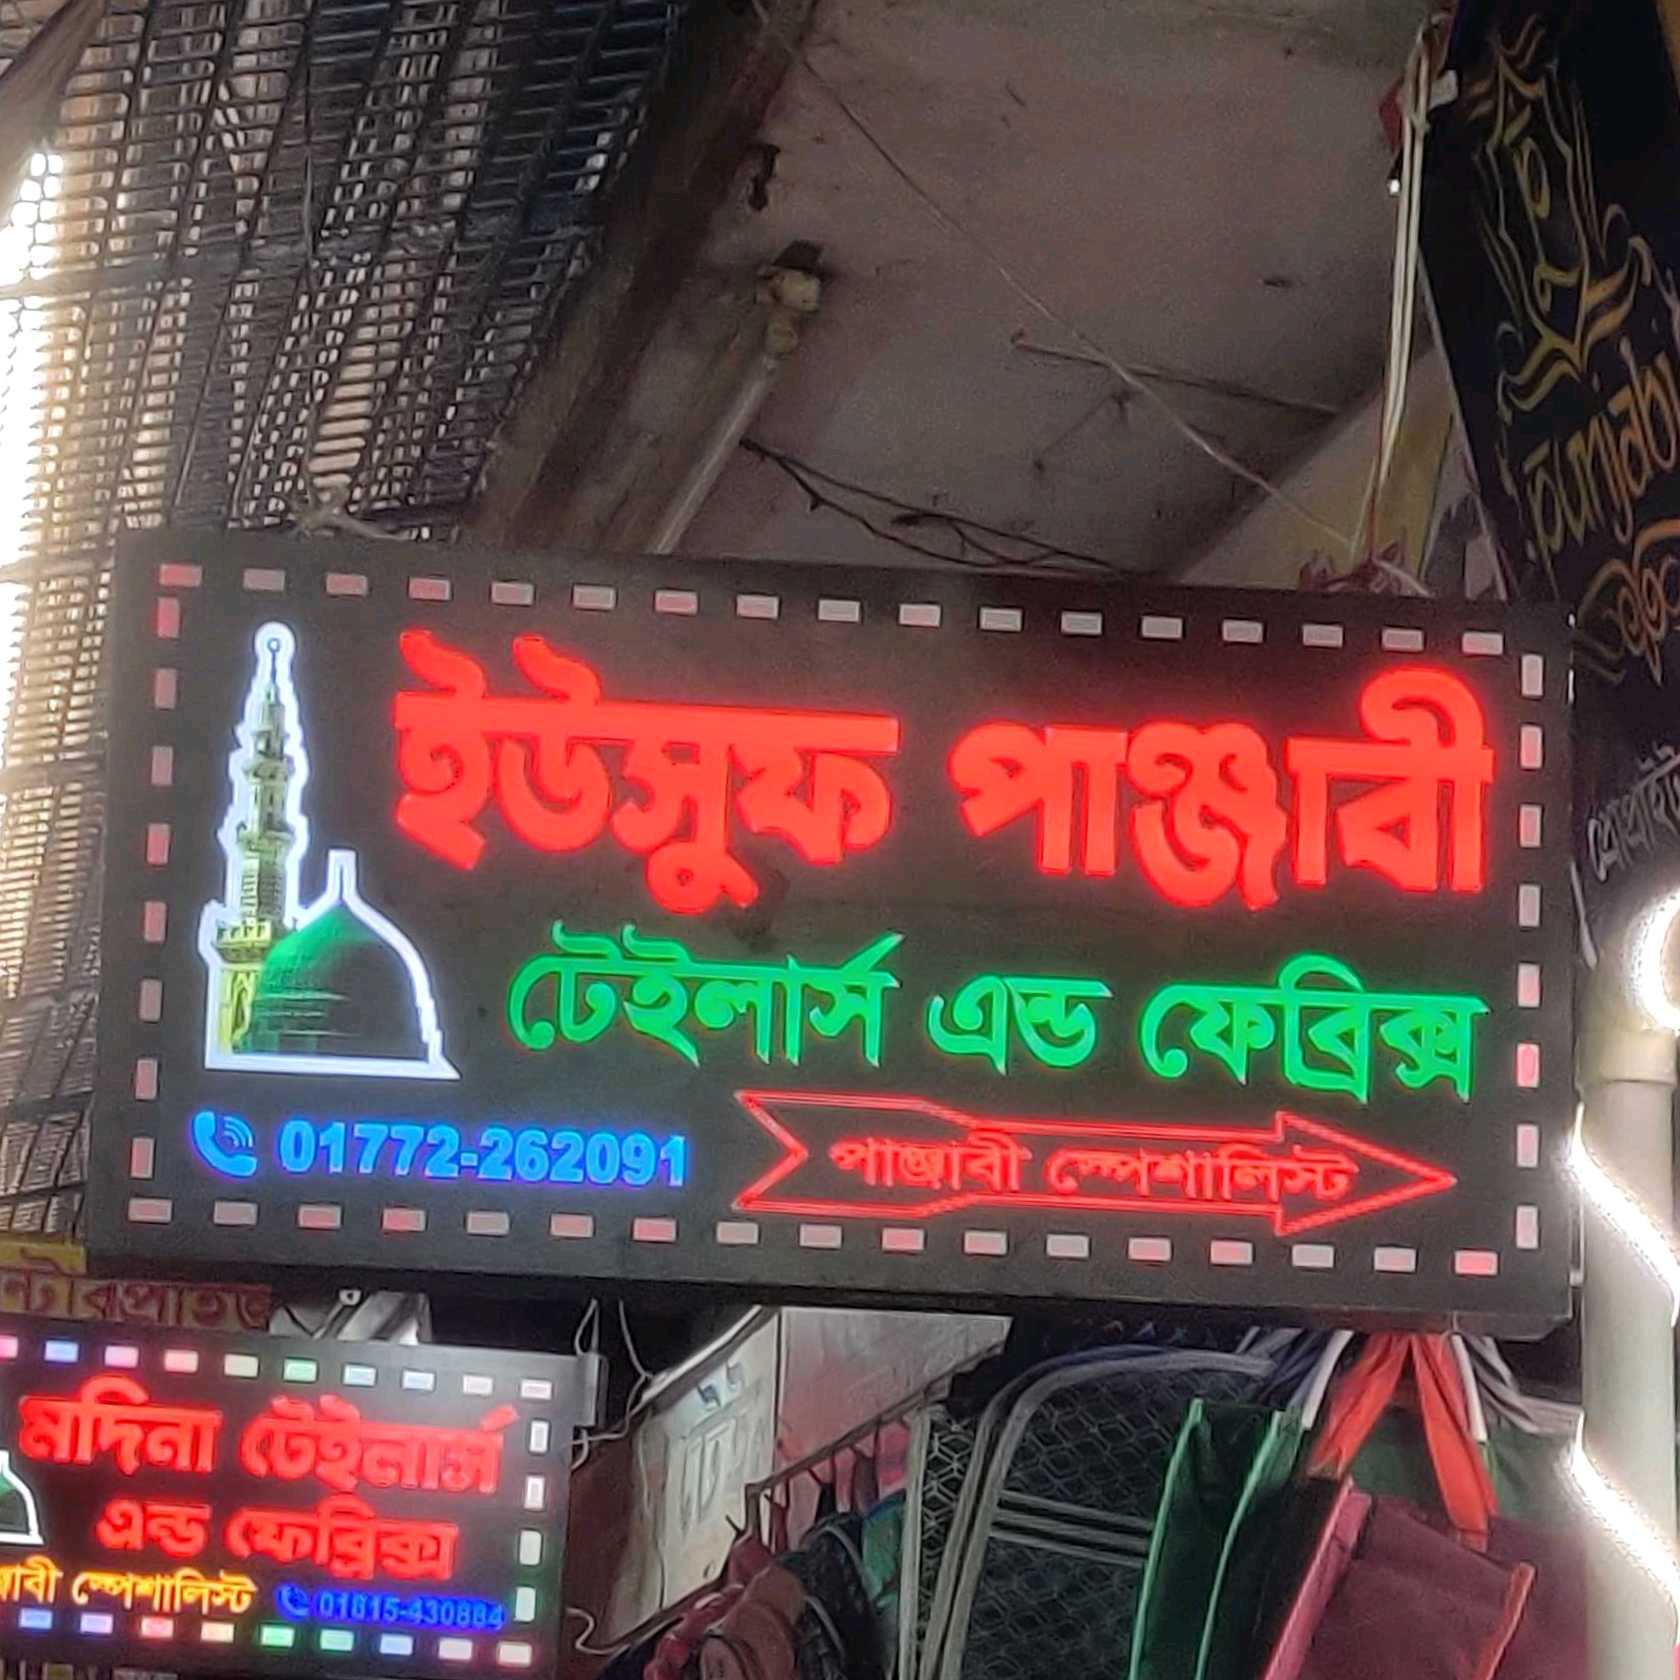 ইউসুফ পাঞ্জাবী
টেইলার্স এন্ড ফেব্রিক্স
01772-262091
পাঞ্জাবী স্পেশালিস্ট
মদিনা টেইলার্স
এন্ড ফেব্রিক্স
স্পেশালিস্ট 01815-430884